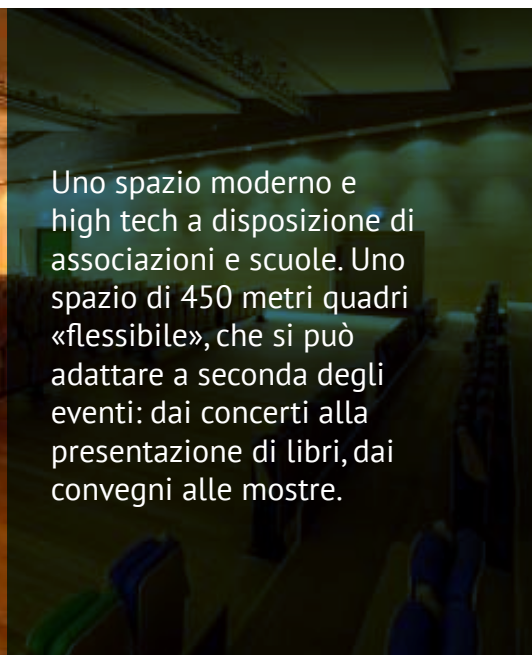 Uno spazio moderno e
high tech a disposizione di
associazioni e scuole. Uno
spazio di 450 metri quadri
«flessibile», che si può
adattare a seconda degli
eventi: dai concerti alla
presentazione di libri, dai
convegni alle mostre.